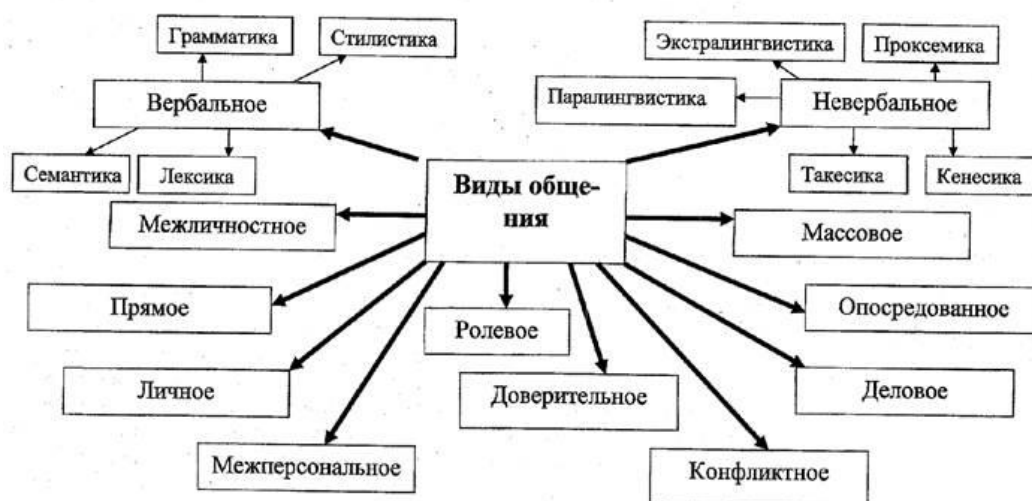 Грамматика
Стилистика
Экстралингвистика
Проксемика
Вербальное
Паралингвистика
Невербальное
Семантика
Лексика
Такесика
Кенесика
Виды обще-
ния
Межличностное
Массовое
Прямое
Опосредованное
Ролевое
Личное
Доверительное
Деловое
Межперсональное
Конфликтное